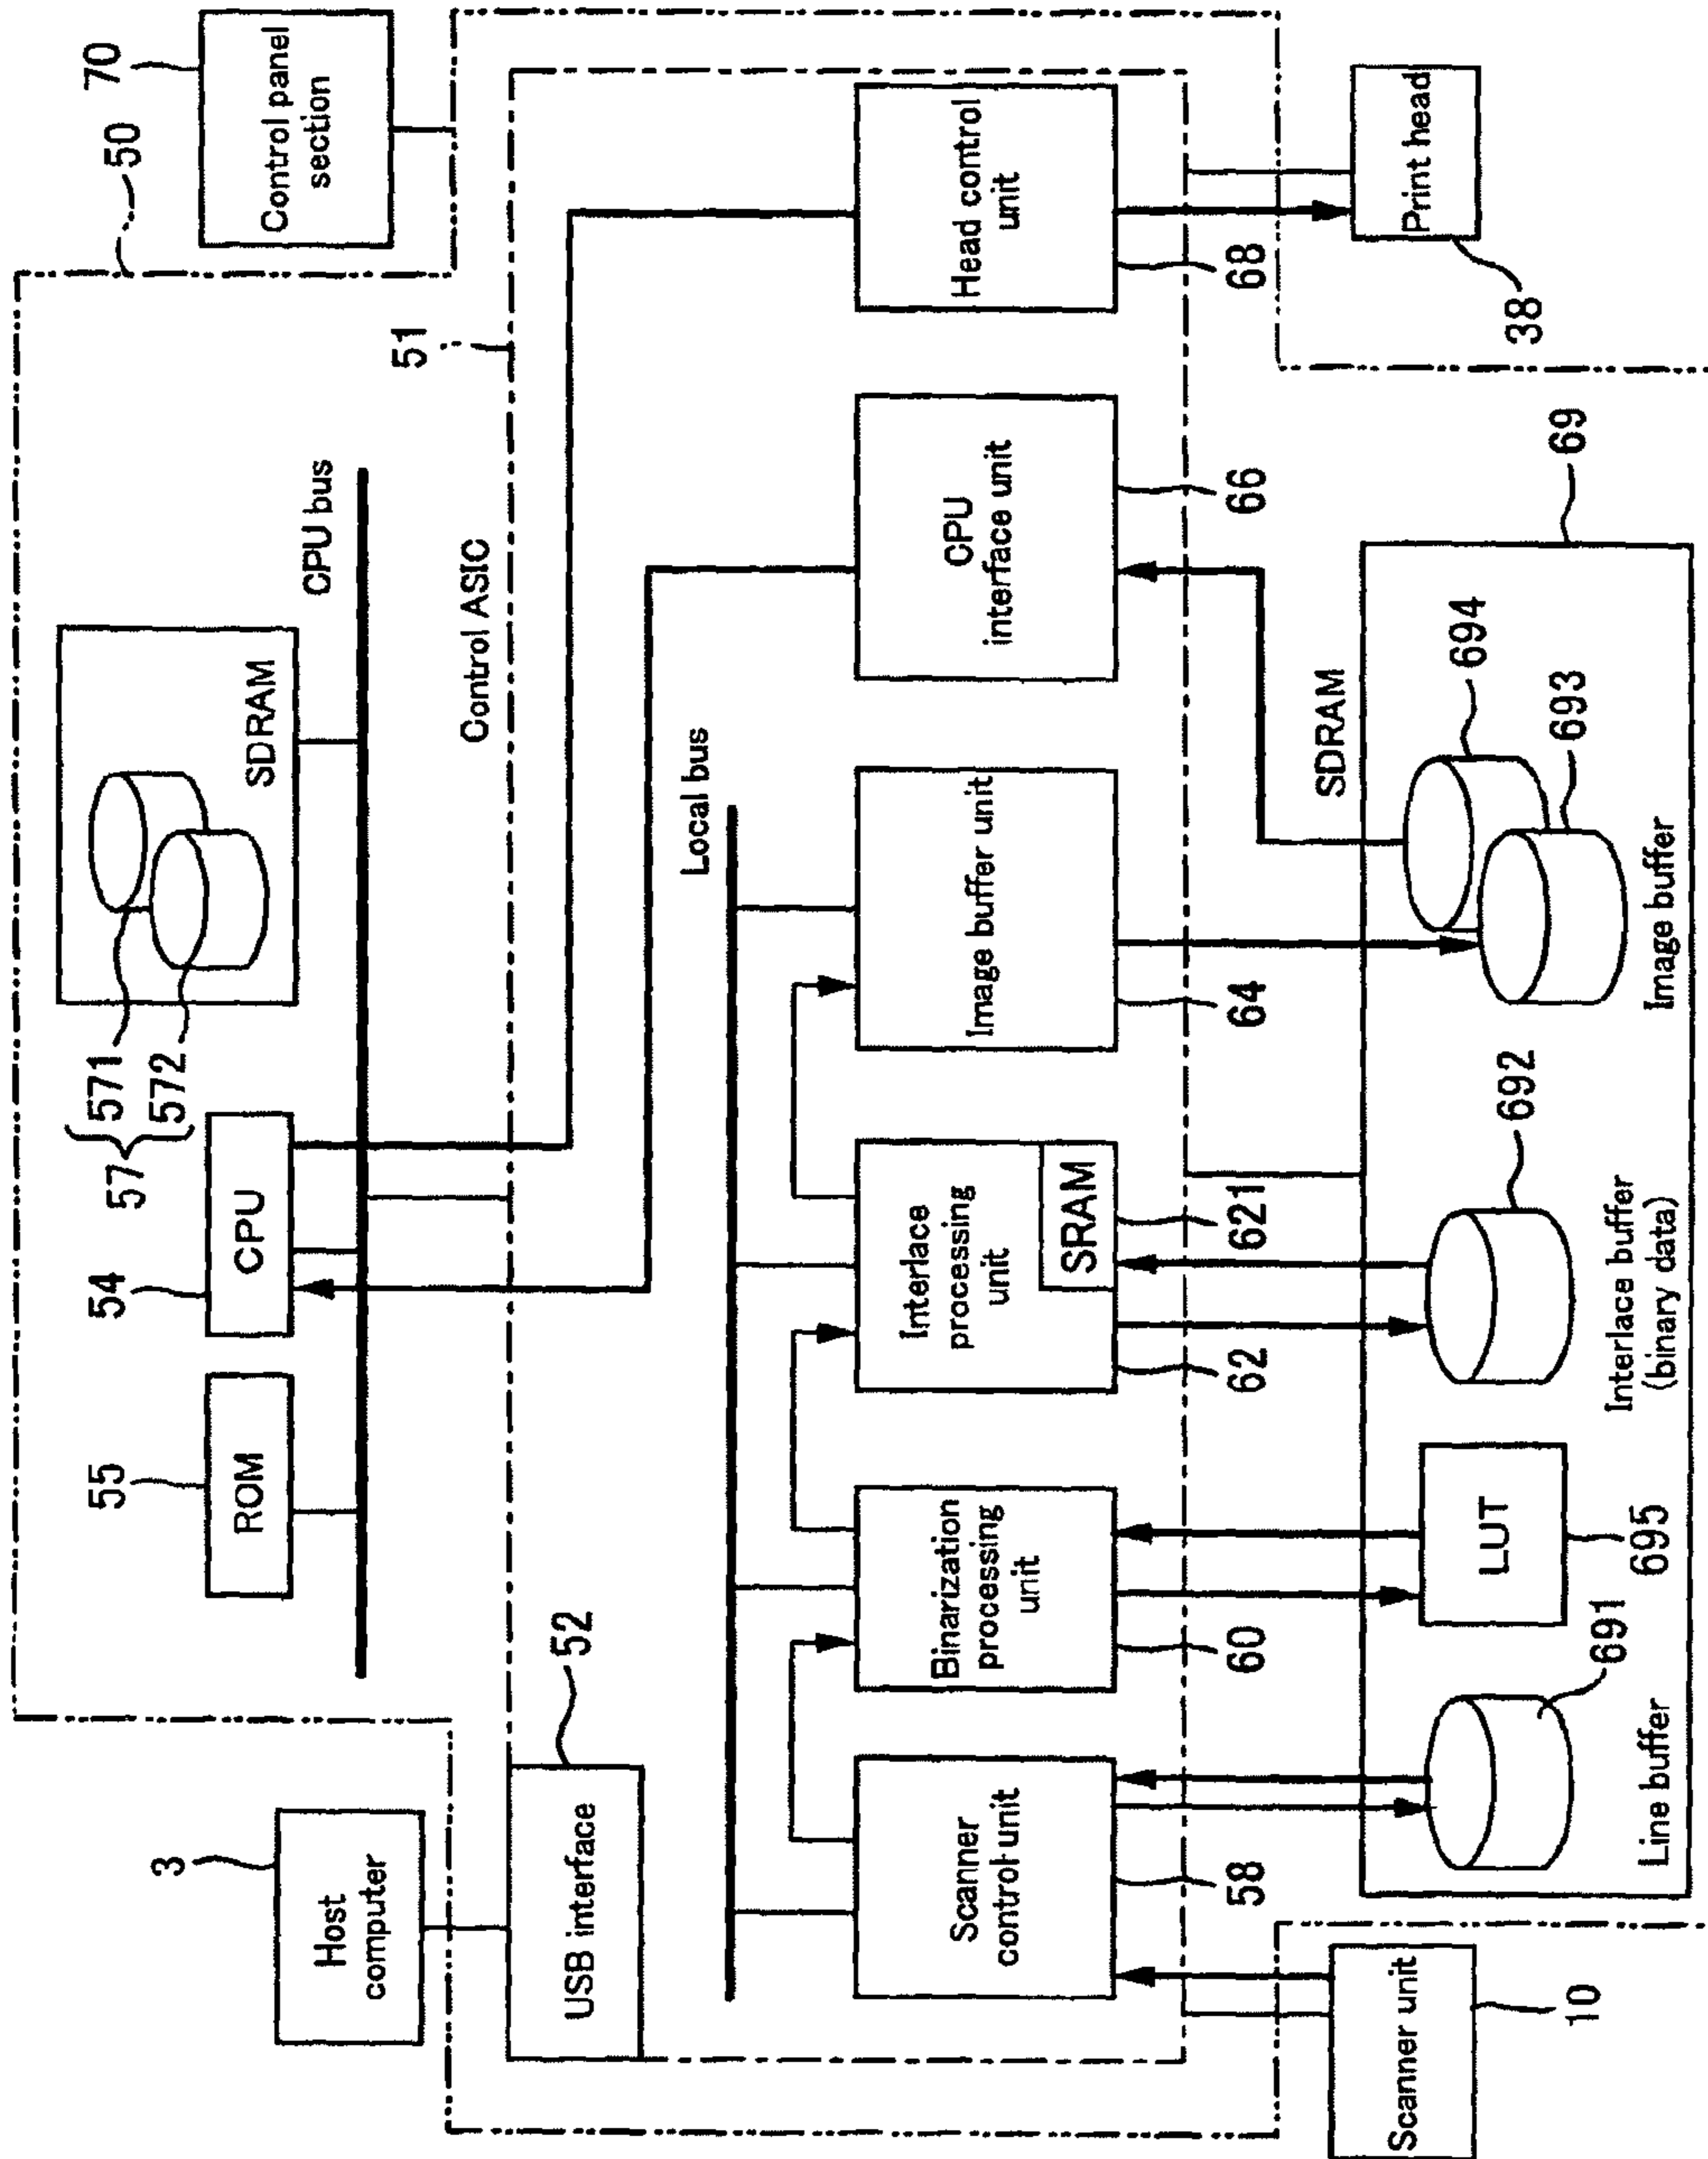 70
Control panel
section
50
3
Host
computer
52
USB interface
55
ROM
54
CPU
57
571
572
SDRAM
CPU bus
51
Control ASIC
Local bus
Scanner
control unit
58
Binarization
processing
unit
60
Interlace
processing
unit
SRAM
62
621
Image buffer unit
64
CPU
interface unit
66
Head control
unit
68
Scanner unit
10
Line buffer
691
LUT
695
Interlace buffer
(binary data)
692
Image buffer
693
694
SDRAM
69
Print head
38